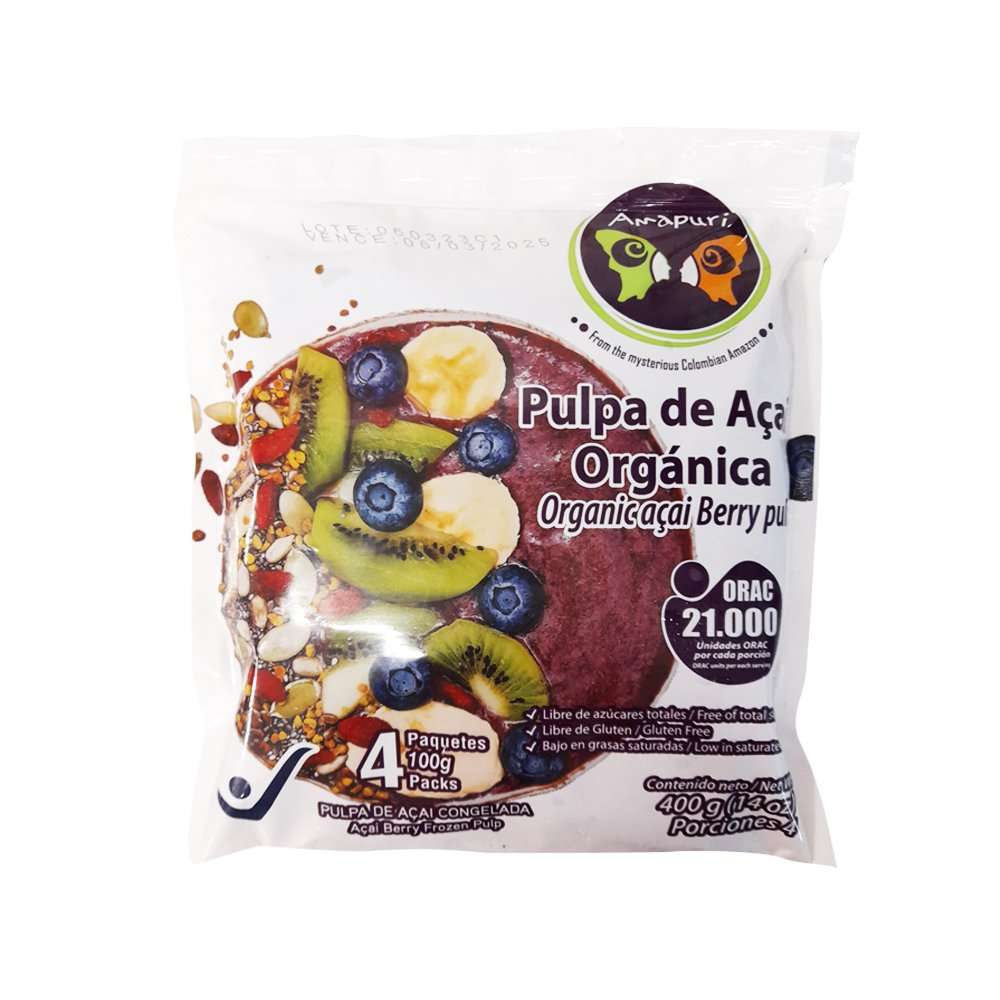 LOTE:06032301
VENCE:06/03/2025
Amapuri
From the mysterious Colombian Amazon
Pulpa de Aça
Orgánica
Organic açai Berry pul
ORAC
21.000
Unidades ORAC
por cada porción
ORAC units per each serving
✓ Libre de azúcares totales / Free of total s
✓ Libre de Gluten / Gluten Free
✓ Bajo en grasas saturadas / Low in saturate
4 Paquetes
100g
Packs
Contenido neto / Net
400 g (14 oz)
Porciones 4
PULPA DE AÇAI CONGELADA
Açai Berry Frozen Pulp